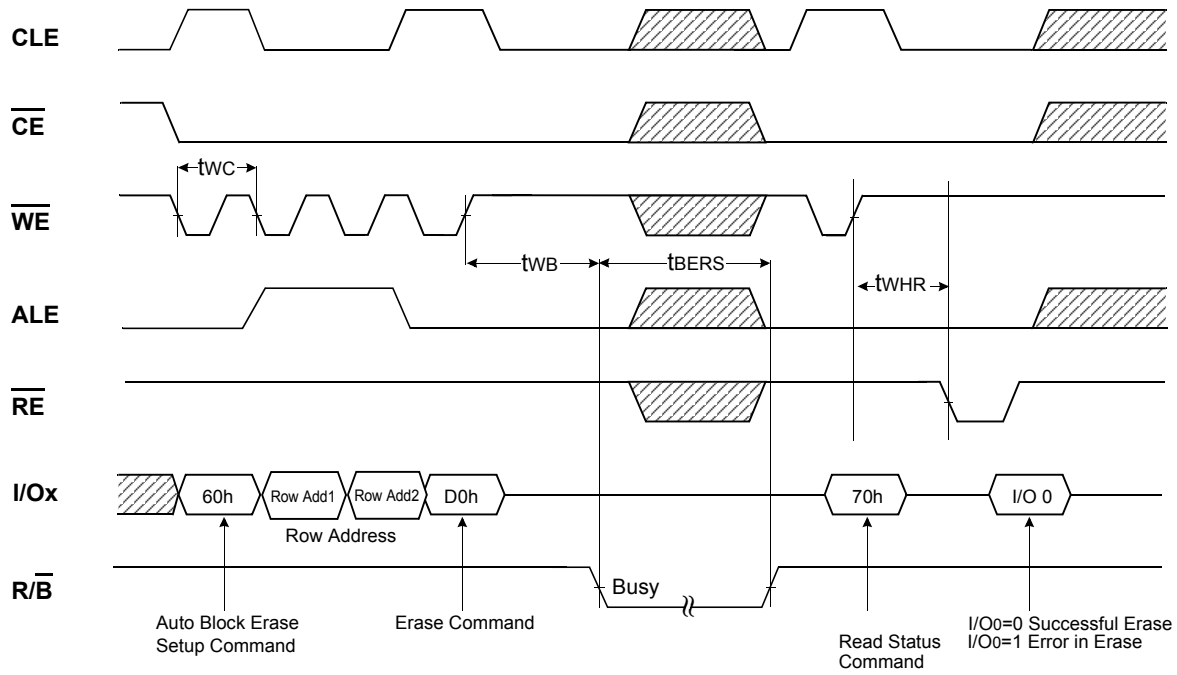 CLE
CE
tWC
WE
tWB
tBERS
tWHR
ALE
RE
I/Ox
60h
Row Add1
Row Add2
D0h
70h
I/O 0
Row Address
R/B
Busy
Auto Block Erase
Setup Command
Erase Command
Read Status
Command
I/O0=0 Successful Erase
I/O0=1 Error in Erase